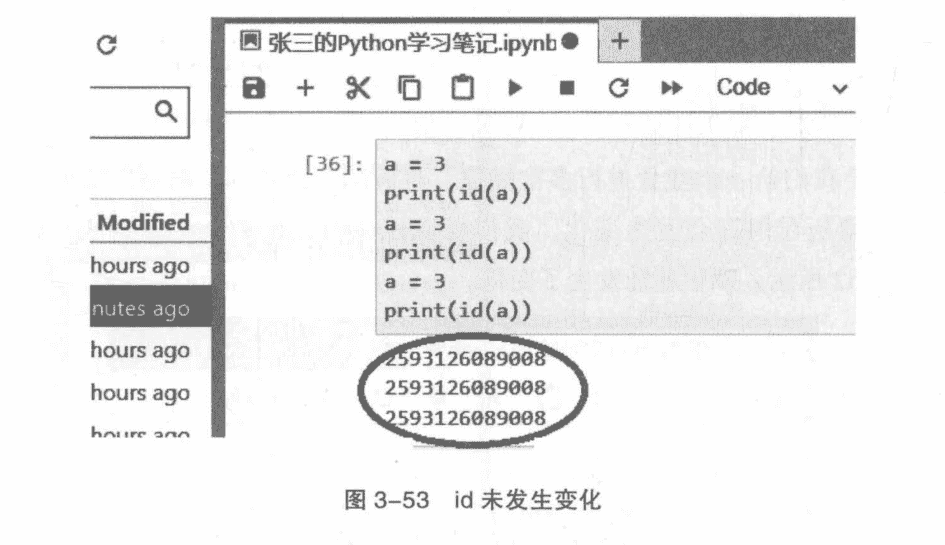 张三的Python学习笔记.ipynb
Code
Modified
hours ago
nutes ago
hours ago
hours ago
hours ago
[36]:
a = 3
print(id(a))
a = 3
print(id(a))
a = 3
print(id(a))
2593126089008
2593126089008
2593126089008
图 3-53 id 未发生变化